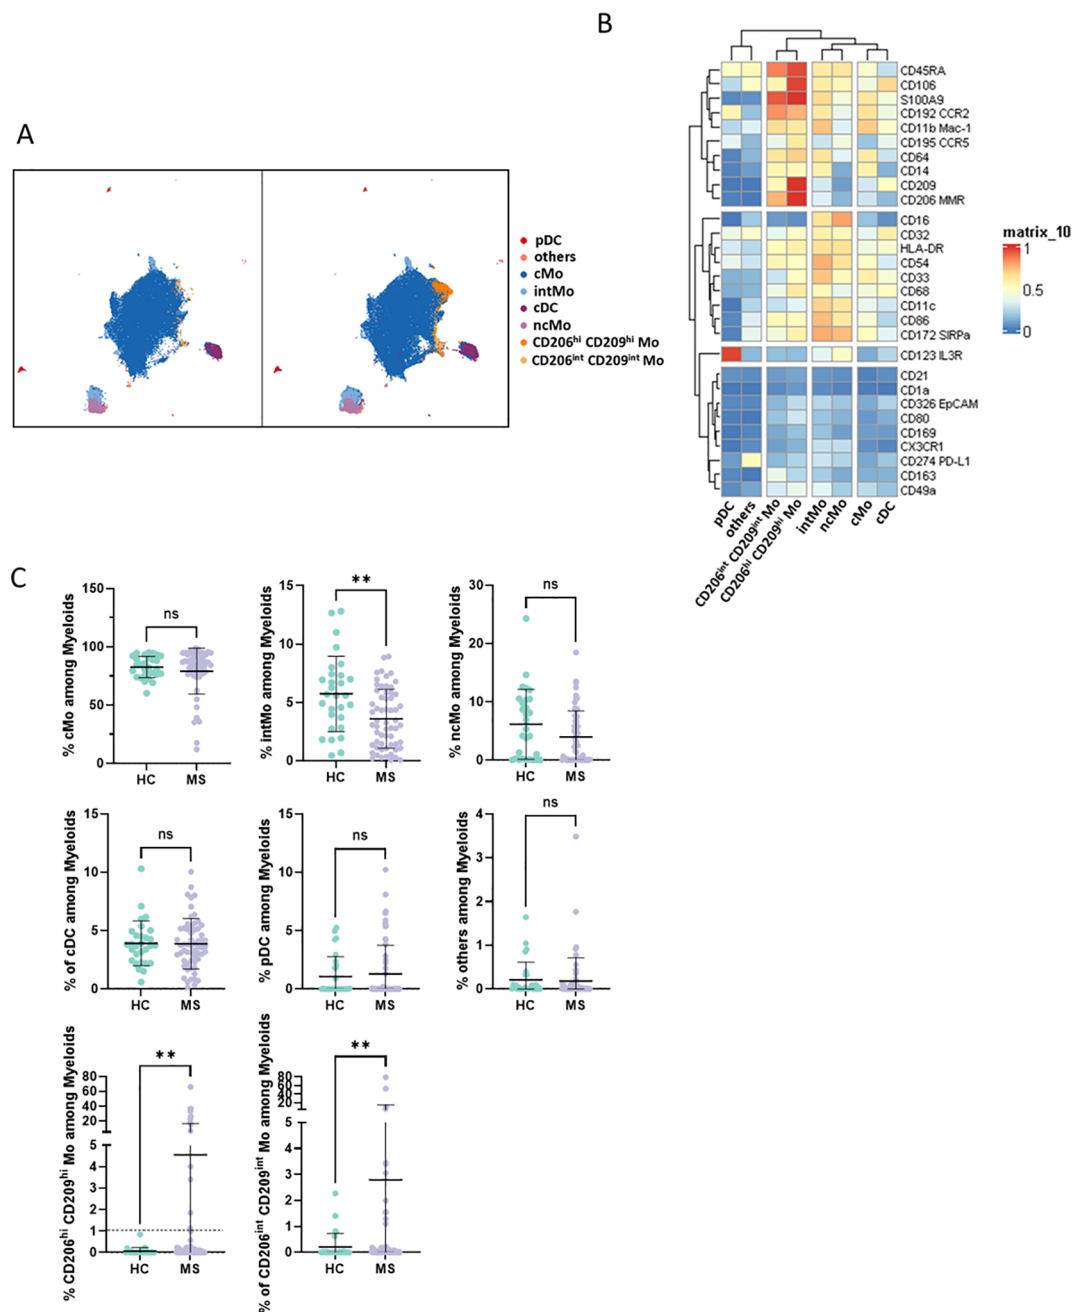 A
pDC
others
cMo
intMo
cDC
ncMo
CD206hi CD209hi Mo
CD206int CD209int Mo
B
CD45RA
CD106
S100A9
CD192 CCR2
CD11b Mac-1
CD195 CCR5
CD64
CD14
CD209
CD206 MMR
CD16
CD32
HLA-DR
CD54
CD33
CD68
CD11c
CD86
CD172 SIRPa
CD123 IL3R
CD21
CD1a
CD326 EpCAM
CD80
CD169
CX3CR1
CD274 PD-L1
CD163
CD49a
pDC
others
CD206int CD209int Mo
CD206hi CD209hi Mo
intMo
ncMo
cMo
cDC
matrix_10
1
0.5
0
C
% cMo among Myeloids
150
100
50
0
ns
HC MS
% intMo among Myeloids
15
10
5
0
**
HC MS
% ncMo among Myeloids
30
20
10
0
ns
HC MS
% of cDC among Myeloids
15
10
5
0
ns
HC MS
% pDC among Myeloids
15
10
5
0
ns
HC MS
% others among Myeloids
4
3
2
1
0
ns
HC MS
% CD206hi CD209hi Mo among Myeloids
80
60
40
20
5
4
3
2
1
0
**
HC MS
% of CD206int CD209int Mo among Myeloids
80
60
40
20
5
4
3
2
1
0
**
HC MS